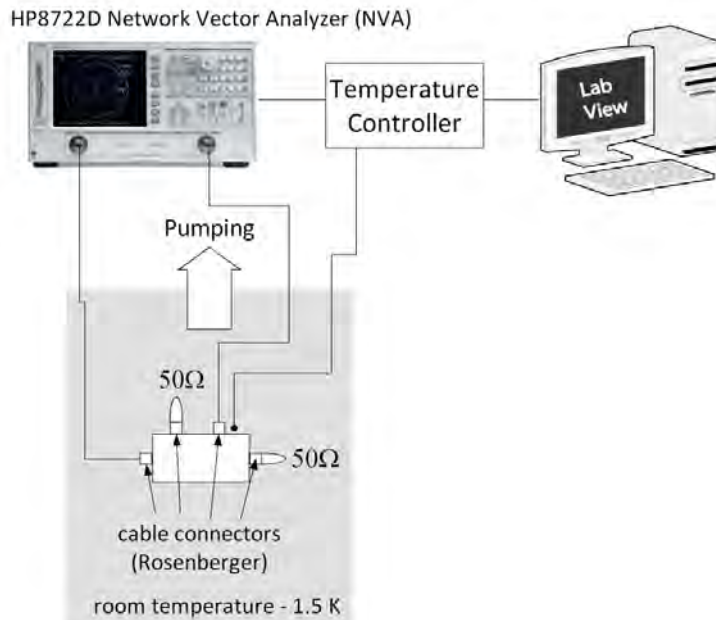 HP8722D Network Vector Analyzer (NVA)
Temperature
Controller
Lab
View
Pumping
50Ω
50Ω
cable connectors
(Rosenberger)
room temperature - 1.5 K